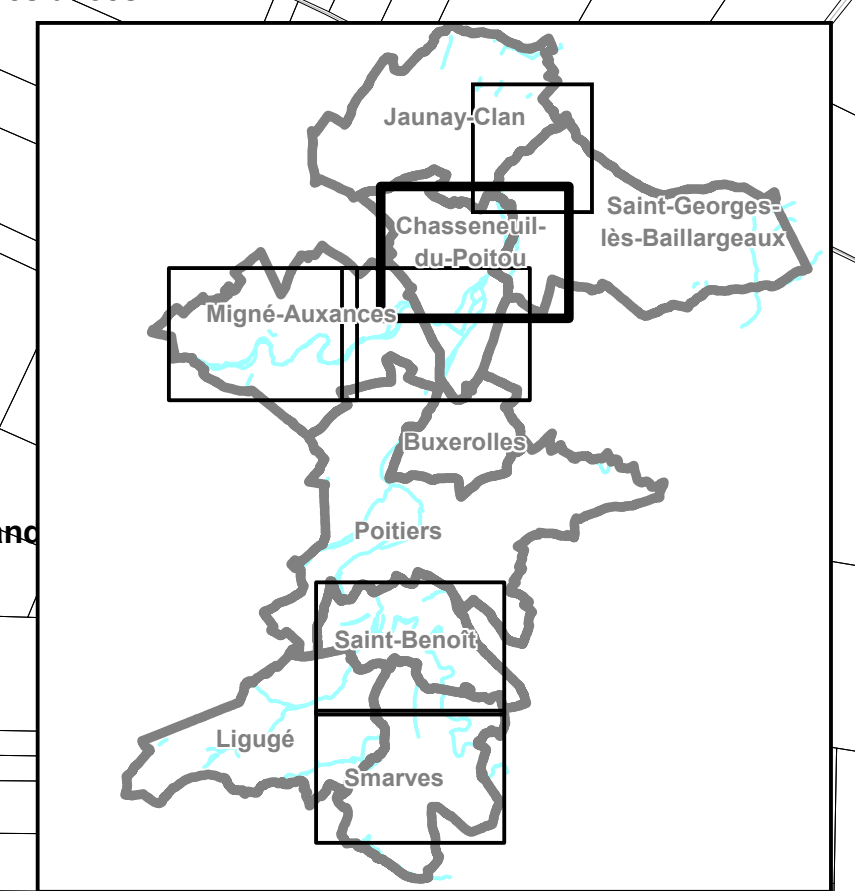 Jaunay-Clan
Saint-Georges-
lès-Baillargeaux
Chasseneuil-
du-Poitou
Migné-Auxances
Buxerolles
Poitiers
Saint-Benoît
Ligugé
Smarves